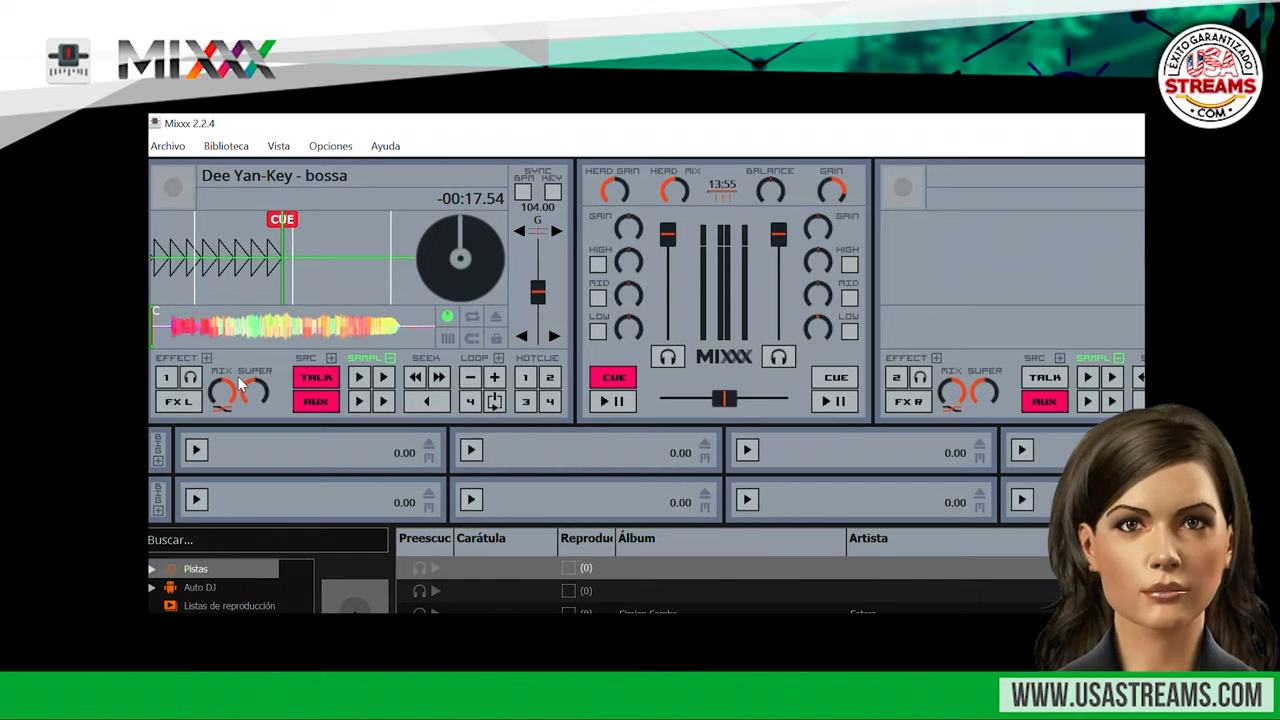 MIXXX
ÉXITO GARANTIZADO
USA
STREAMS
.COM
Mixxx 2.2.4
Archivo Biblioteca Vista Opciones Ayuda
Dee Yan-Key - bossa
-00:17.54
CUE
C
SYNC
BPM KEY
104.00
G
HEAD GAIN HEAD MIX 13:55 BALANCE GAIN
GAIN GAIN
HIGH HIGH
MID MID
LOW LOW
MIXXX
CUE CUE
EFFECT MIX SUPER SRC SAMPL SEEK LOOP HOTCUE
1 TALK 1 2
FX L AUX 4 3 4
EFFECT MIX SUPER SRC SAMPL S
2 TALK
FX R AUX
BIG 0.00 0.00 0.00
BIG 0.00 0.00 0.00
Buscar...
Preescuc Carátula Reproduc Álbum Artista
Pistas (0)
Auto DJ (0)
Listas de reproducción
WWW.USASTREAMS.COM